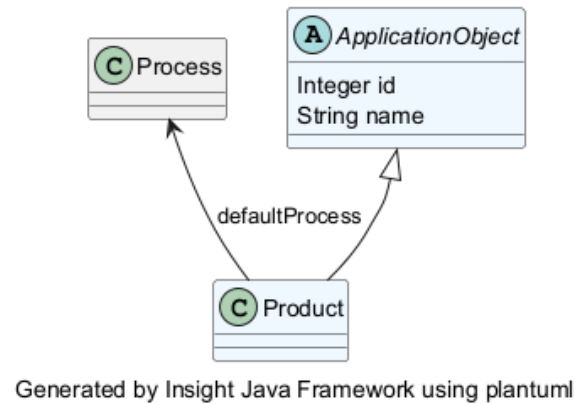 A ApplicationObject
C Process
Integer id
String name
defaultProcess
C Product
Generated by Insight Java Framework using plantuml